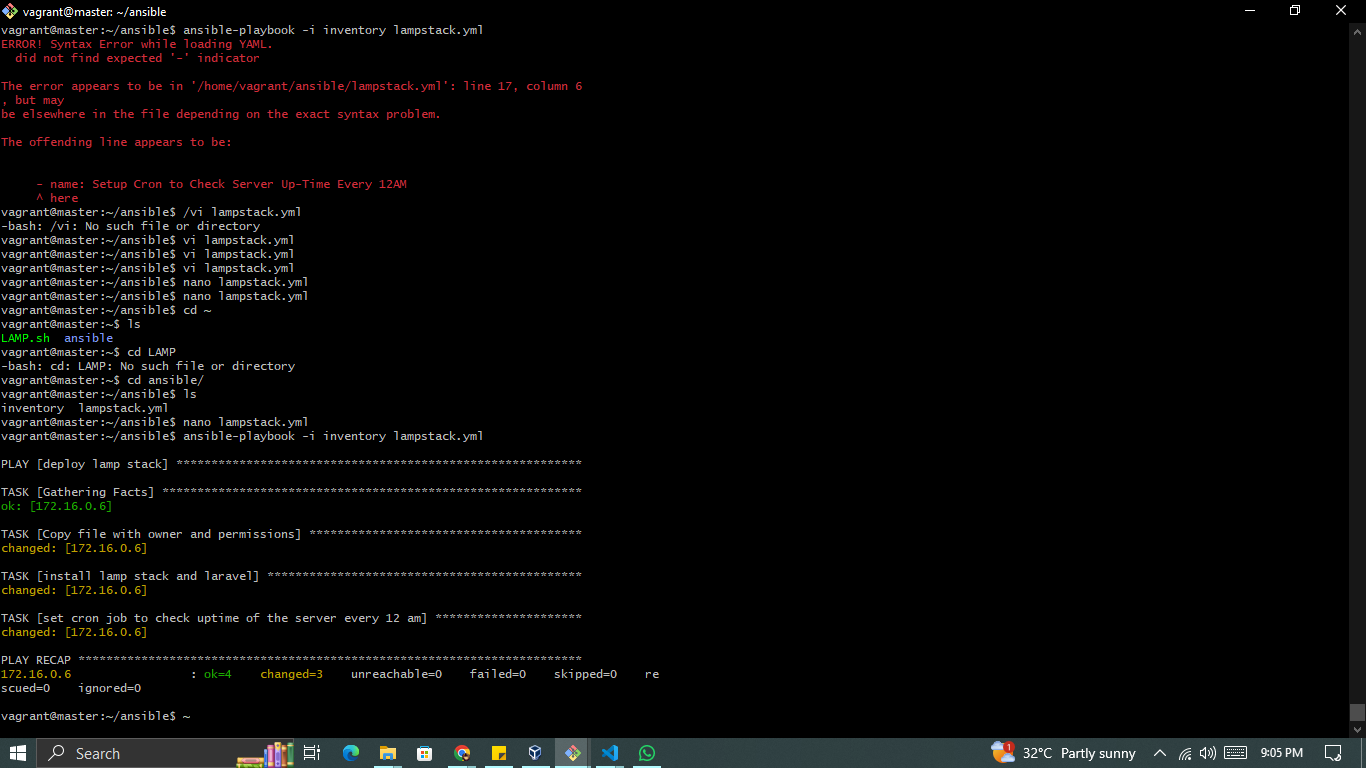 vagrant@master: ~/ansible
vagrant@master:~/ansible$ ansible-playbook -i inventory lampstack.yml
ERROR! Syntax Error while loading YAML.
  did not find expected '-' indicator
The error appears to be in '/home/vagrant/ansible/lampstack.yml': line 17, column 6
, but may
be elsewhere in the file depending on the exact syntax problem.
The offending line appears to be:
     - name: Setup Cron to Check Server Up-Time Every 12AM
     ^ here
vagrant@master:~/ansible$ /vi lampstack.yml
-bash: /vi: No such file or directory
vagrant@master:~/ansible$ vi lampstack.yml
vagrant@master:~/ansible$ vi lampstack.yml
vagrant@master:~/ansible$ vi lampstack.yml
vagrant@master:~/ansible$ nano lampstack.yml
vagrant@master:~/ansible$ nano lampstack.yml
vagrant@master:~/ansible$ cd ~
vagrant@master:~$ ls
LAMP.sh  ansible
vagrant@master:~$ cd LAMP
-bash: cd: LAMP: No such file or directory
vagrant@master:~$ cd ansible/
vagrant@master:~/ansible$ ls
inventory  lampstack.yml
vagrant@master:~/ansible$ nano lampstack.yml
vagrant@master:~/ansible$ ansible-playbook -i inventory lampstack.yml
PLAY [deploy lamp stack] **********************************************************
TASK [Gathering Facts] ************************************************************
ok: [172.16.0.6]
TASK [Copy file with owner and permissions] ***************************************
changed: [172.16.0.6]
TASK [install lamp stack and laravel] *********************************************
changed: [172.16.0.6]
TASK [set cron job to check uptime of the server every 12 am] *********************
changed: [172.16.0.6]
PLAY RECAP ************************************************************************
172.16.0.6                 : ok=4    changed=3    unreachable=0    failed=0    skipped=0    re
scued=0    ignored=0
vagrant@master:~/ansible$ ~
Search
1
32°C Partly sunny
9:05 PM